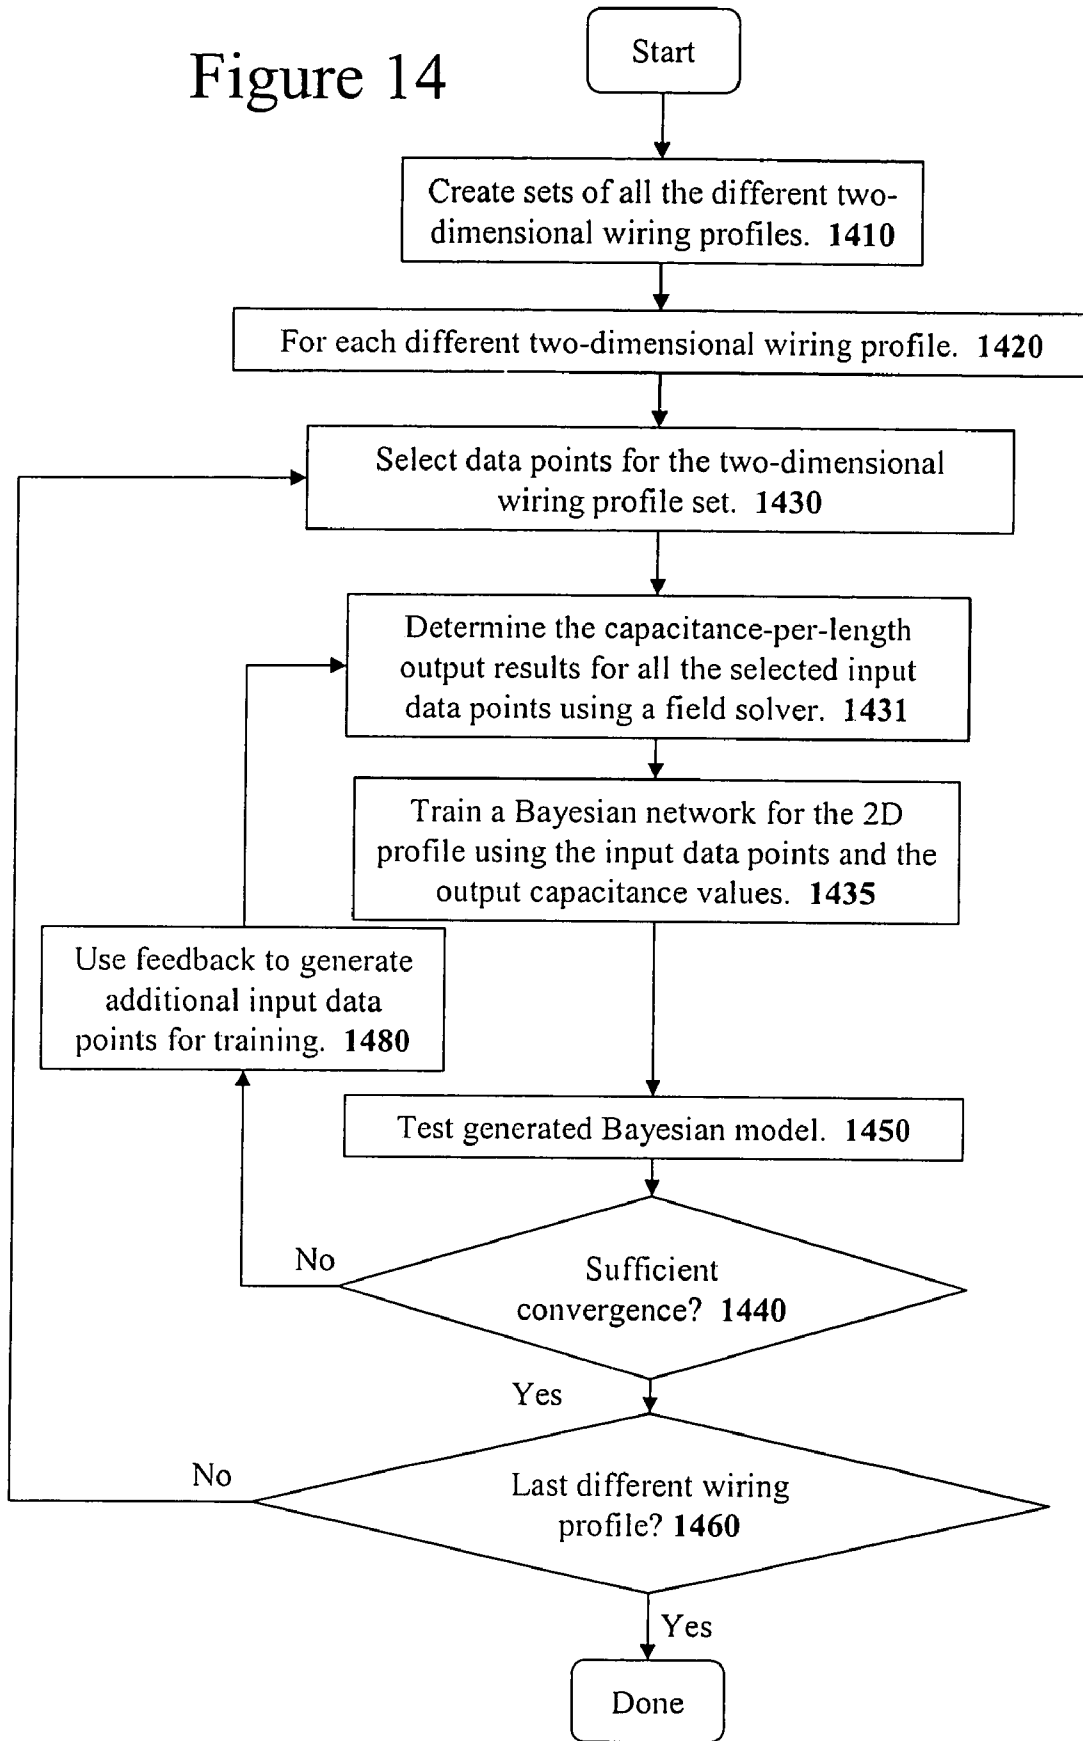 Figure 14
Start
Create sets of all the different two-
dimensional wiring profiles. 1410
For each different two-dimensional wiring profile. 1420
Select data points for the two-dimensional
wiring profile set. 1430
Determine the capacitance-per-length
output results for all the selected input
data points using a field solver. 1431
Train a Bayesian network for the 2D
profile using the input data points and the
output capacitance values. 1435
Use feedback to generate
additional input data
points for training. 1480
Test generated Bayesian model. 1450
No
Sufficient
convergence? 1440
Yes
No
Last different wiring
profile? 1460
Yes
Done